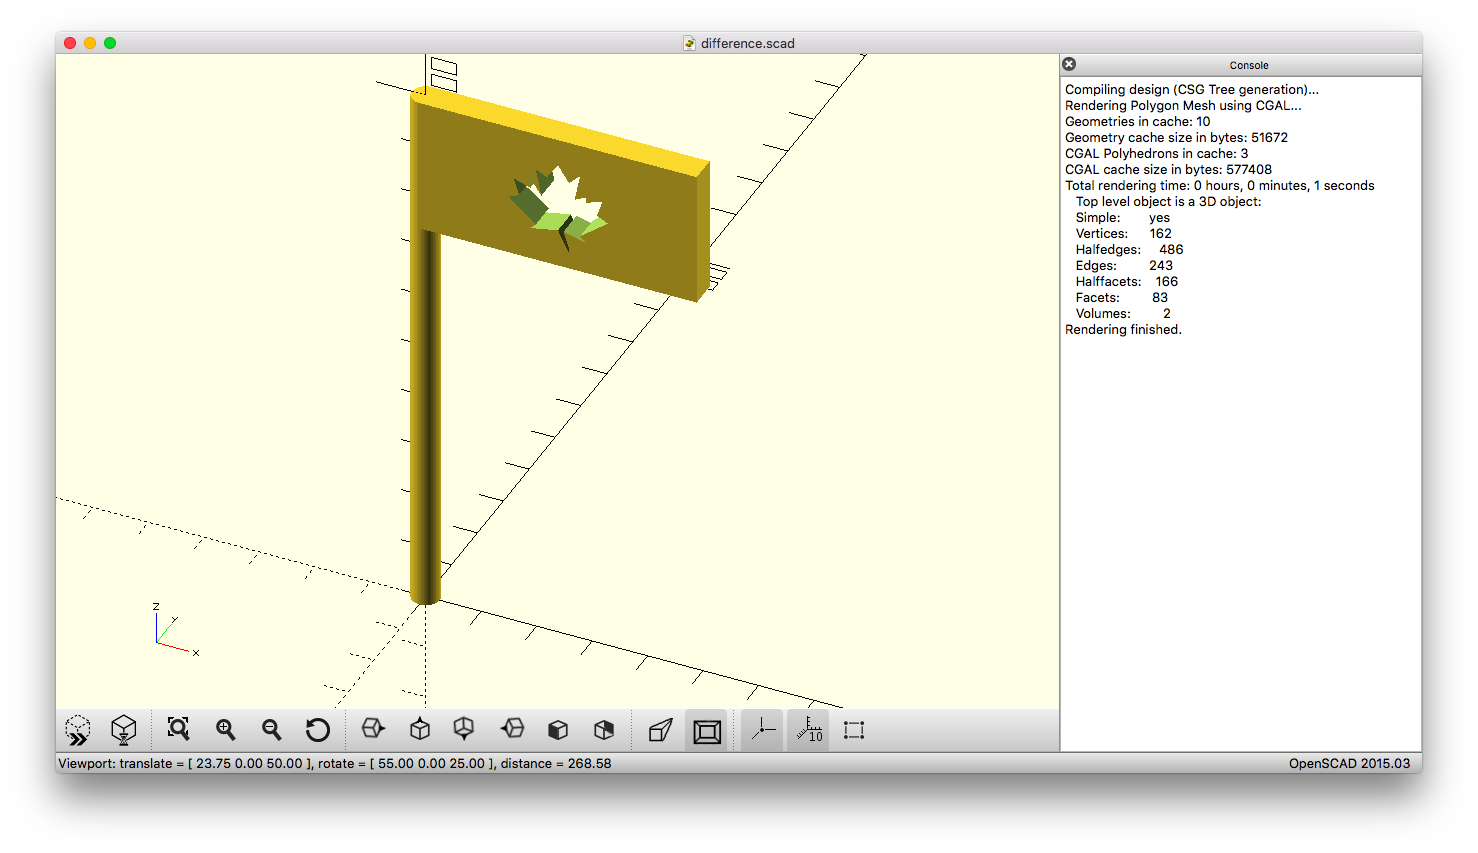 difference.scad
Console
Compiling design (CSG Tree generation)...
Rendering Polygon Mesh using CGAL...
Geometries in cache: 10
Geometry cache size in bytes: 51672
CGAL Polyhedrons in cache: 3
CGAL cache size in bytes: 577408
Total rendering time: 0 hours, 0 minutes, 1 seconds
Top level object is a 3D object:
Simple: yes
Vertices: 162
Halfedges: 486
Edges: 243
Halffacets: 166
Facets: 83
Volumes: 2
Rendering finished.
z
y
x
10
Viewport: translate = [ 23.75 0.00 50.00 ], rotate = [ 55.00 0.00 25.00 ], distance = 268.58
OpenSCAD 2015.03